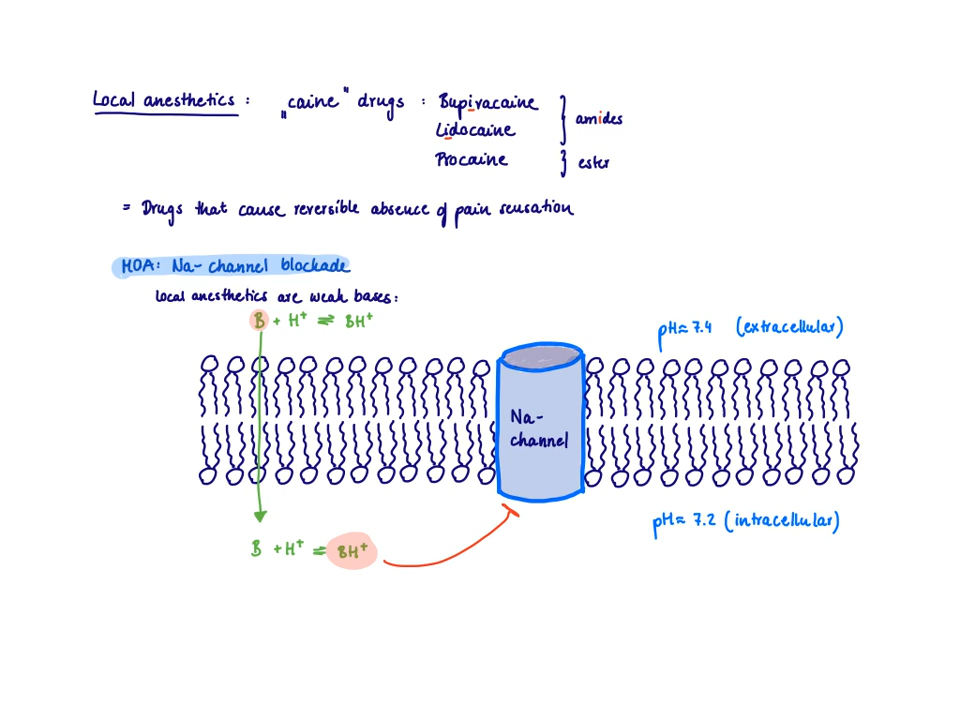 Local anesthetics : "caine" drugs : Bupivacaine
Lidocaine
amides
Procaine
ester
= Drugs that cause reversible absence of pain sensation
MOA: Na-channel blockade
Local anesthetics are weak bases:
B + H⁺ ⇌ BH⁺
pH≈ 7.4 (extracellular)
Na-
channel
pH≈ 7.2 (intracellular)
B + H⁺ ⇌ BH⁺